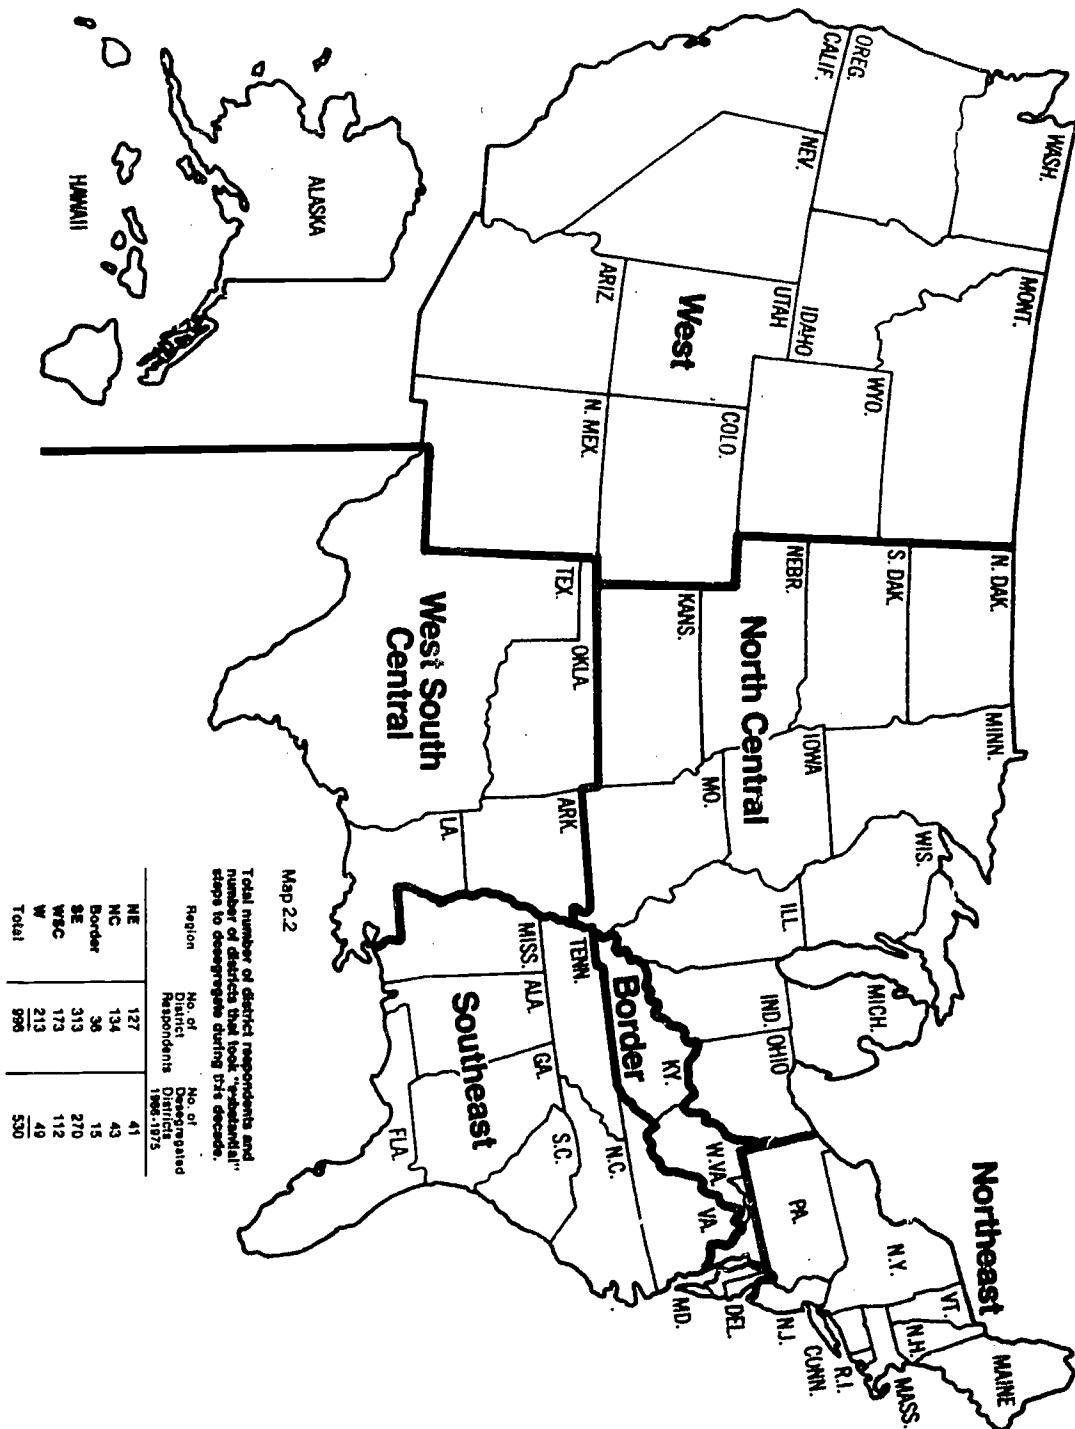 WASH.
OREG.
CALIF.
NEV.
IDAHO
UTAH
ARIZ.
MONT.
WYO.
COLO.
N. MEX.
West
ALASKA
HAWAII
N. DAK.
S. DAK.
NEBR.
KANS.
MINN.
IOWA
MO.
WIS.
ILL.
MICH.
IND.
OHIO
North Central
TEX.
OKLA.
ARK.
LA.
West South
Central
KY.
W.VA.
MD.
DEL.
Border
TENN.
MISS.
ALA.
GA.
FLA.
S.C.
N.C.
VA.
Southeast
Northeast
PA.
N.Y.
VT.
N.H.
MAINE
MASS.
R.I.
CONN.
N.J.
Map 2.2
Total number of district respondents and
number of districts that took "substantial"
steps to desegregate during this decade.
Region No. of District Respondents No. of Desegregated Districts 1966-1975
NE 127 41
NC 134 43
Border 36 15
SE 313 270
WSC 173 112
W 213 49
Total 996 530